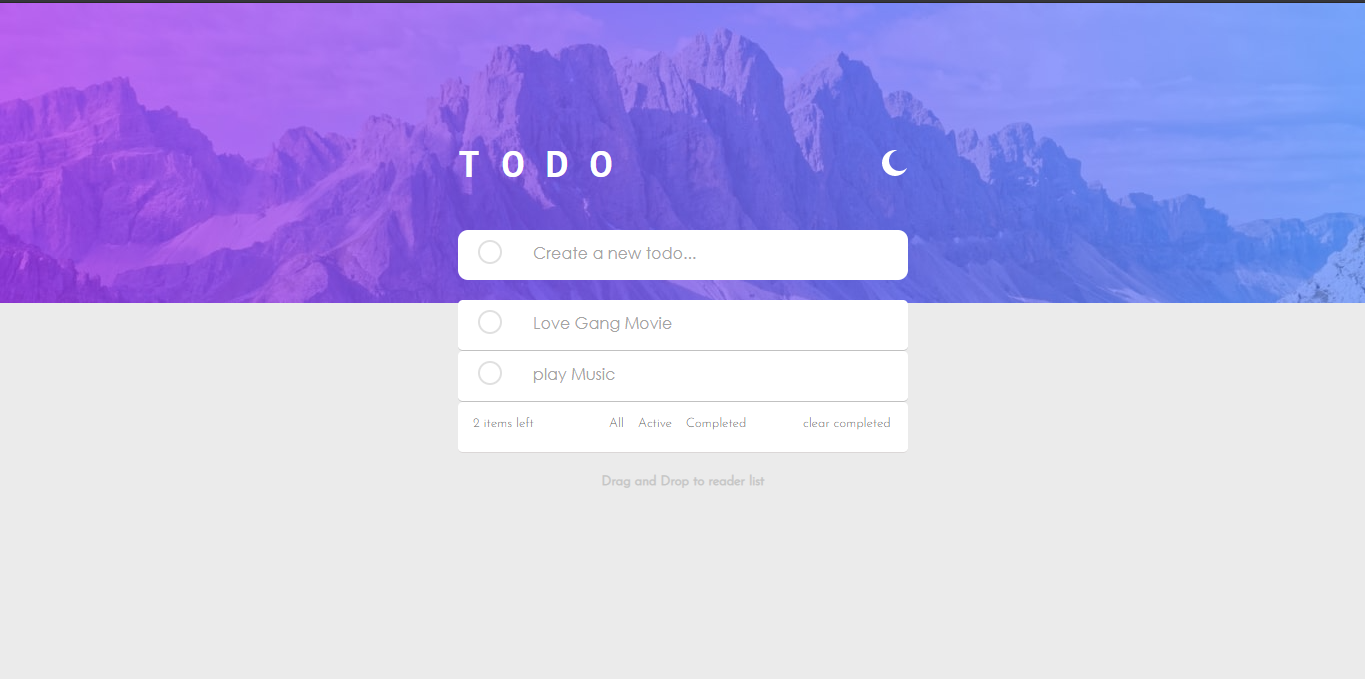 T O D O
Create a new todo...
Love Gang Movie
play Music
2 items left All Active Completed clear completed
Drag and Drop to reader list